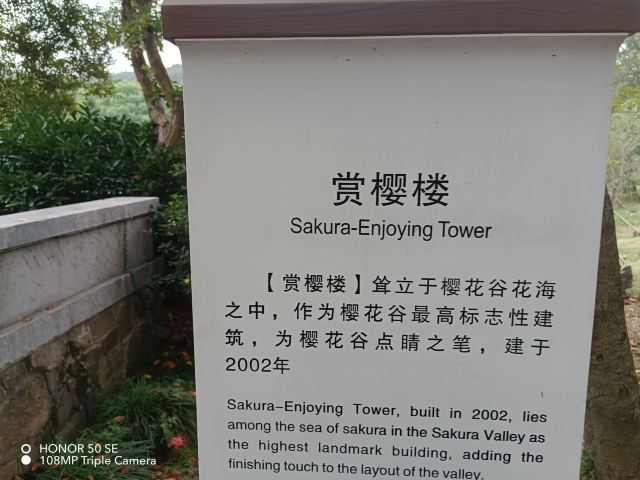 赏樱楼
Sakura-Enjoying Tower
【赏樱楼】耸立于樱花谷花海
之中，作为樱花谷最高标志性建
筑，为樱花谷点睛之笔，建于
2002年
Sakura-Enjoying Tower, built in 2002, lies
among the sea of sakura in the Sakura Valley as
the highest landmark building, adding the
finishing touch to the layout of the valley.
HONOR 50 SE
108MP Triple Camera